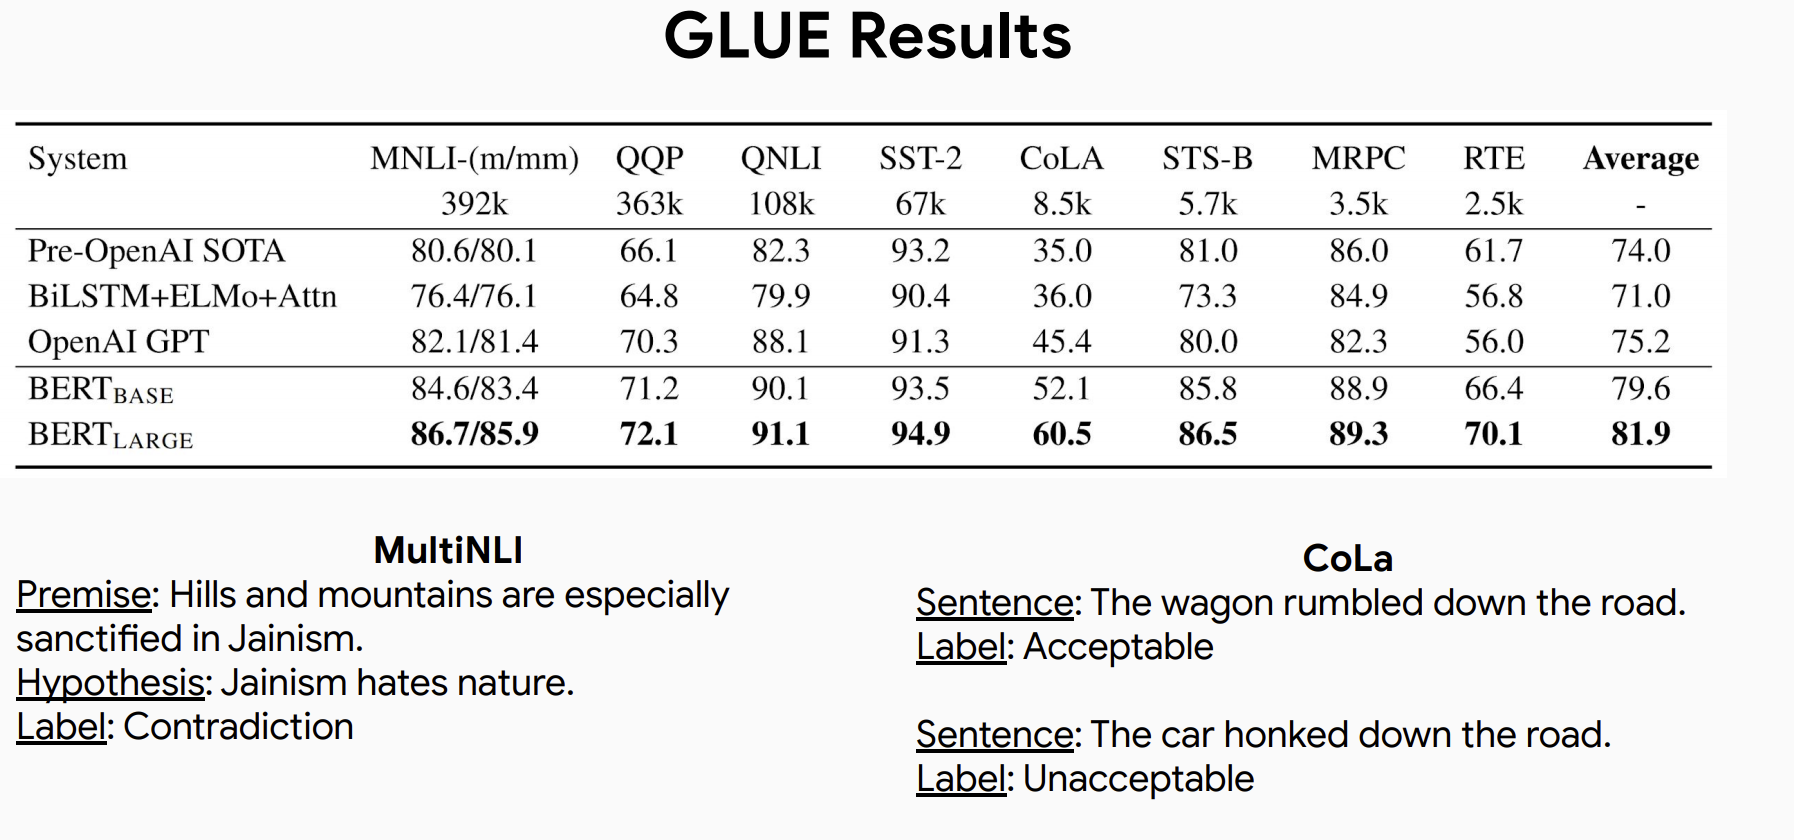 GLUE Results
System MNLI-(m/mm) QQP QNLI SST-2 CoLA STS-B MRPC RTE Average
392k 363k 108k 67k 8.5k 5.7k 3.5k 2.5k -
Pre-OpenAI SOTA 80.6/80.1 66.1 82.3 93.2 35.0 81.0 86.0 61.7 74.0
BiLSTM+ELMo+Attn 76.4/76.1 64.8 79.9 90.4 36.0 73.3 84.9 56.8 71.0
OpenAI GPT 82.1/81.4 70.3 88.1 91.3 45.4 80.0 82.3 56.0 75.2
BERTBASE 84.6/83.4 71.2 90.1 93.5 52.1 85.8 88.9 66.4 79.6
BERTLARGE 86.7/85.9 72.1 91.1 94.9 60.5 86.5 89.3 70.1 81.9
MultiNLI
Premise: Hills and mountains are especially
sanctified in Jainism.
Hypothesis: Jainism hates nature.
Label: Contradiction
CoLa
Sentence: The wagon rumbled down the road.
Label: Acceptable
Sentence: The car honked down the road.
Label: Unacceptable